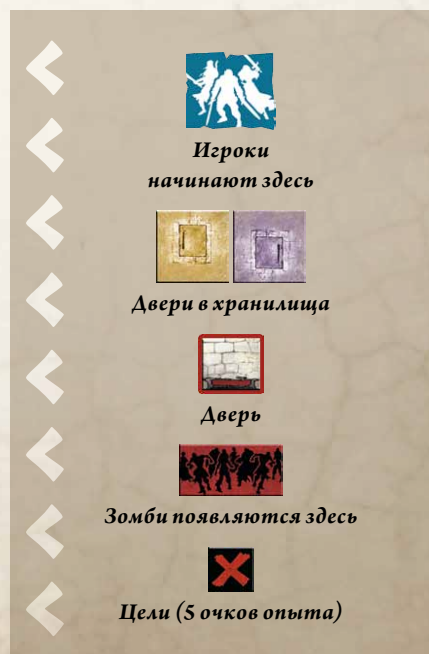 Игроки
начинают здесь
Двери в хранилища
Дверь
Зомби появляются здесь
Цели (5 очков опыта)